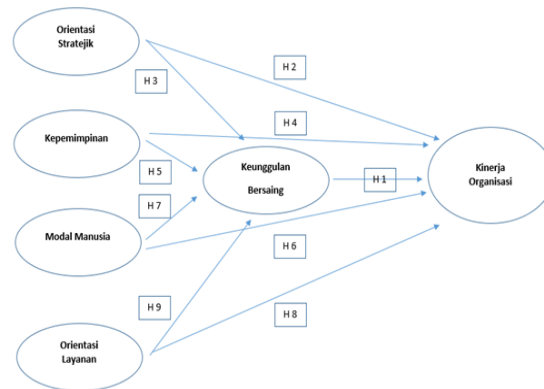 Orientasi
Stratejik
H 2
H 3
H 4
Kepemimpinan
Keunggulan
Bersaing
Kinerja
Organisasi
H 5
H 1
H 7
Modal Manusia
H 6
H 9
H 8
Orientasi
Layanan